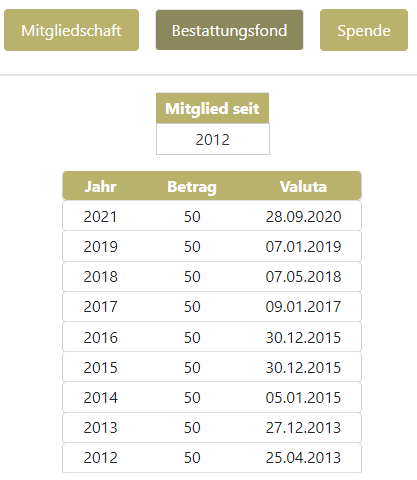 Mitgliedschaft Bestattungsfond Spende
Mitglied seit
2012
Jahr Betrag Valuta
2021 50 28.09.2020
2019 50 07.01.2019
2018 50 07.05.2018
2017 50 09.01.2017
2016 50 30.12.2015
2015 50 30.12.2015
2014 50 05.01.2015
2013 50 27.12.2013
2012 50 25.04.2013